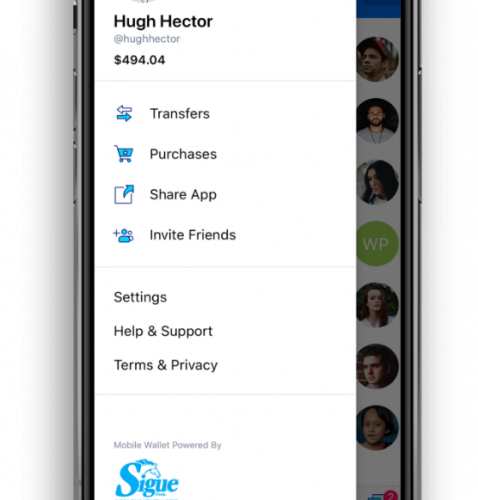 Hugh Hector
@hughhector
$494.04
Transfers
Purchases
Share App
WP
Invite Friends
Settings
Help & Support
Terms & Privacy
Mobile Wallet Powered By
Sigue
2